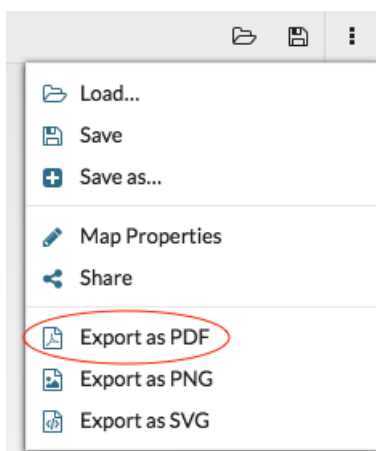 Load...
Save
Save as...
Map Properties
Share
Export as PDF
Export as PNG
Export as SVG